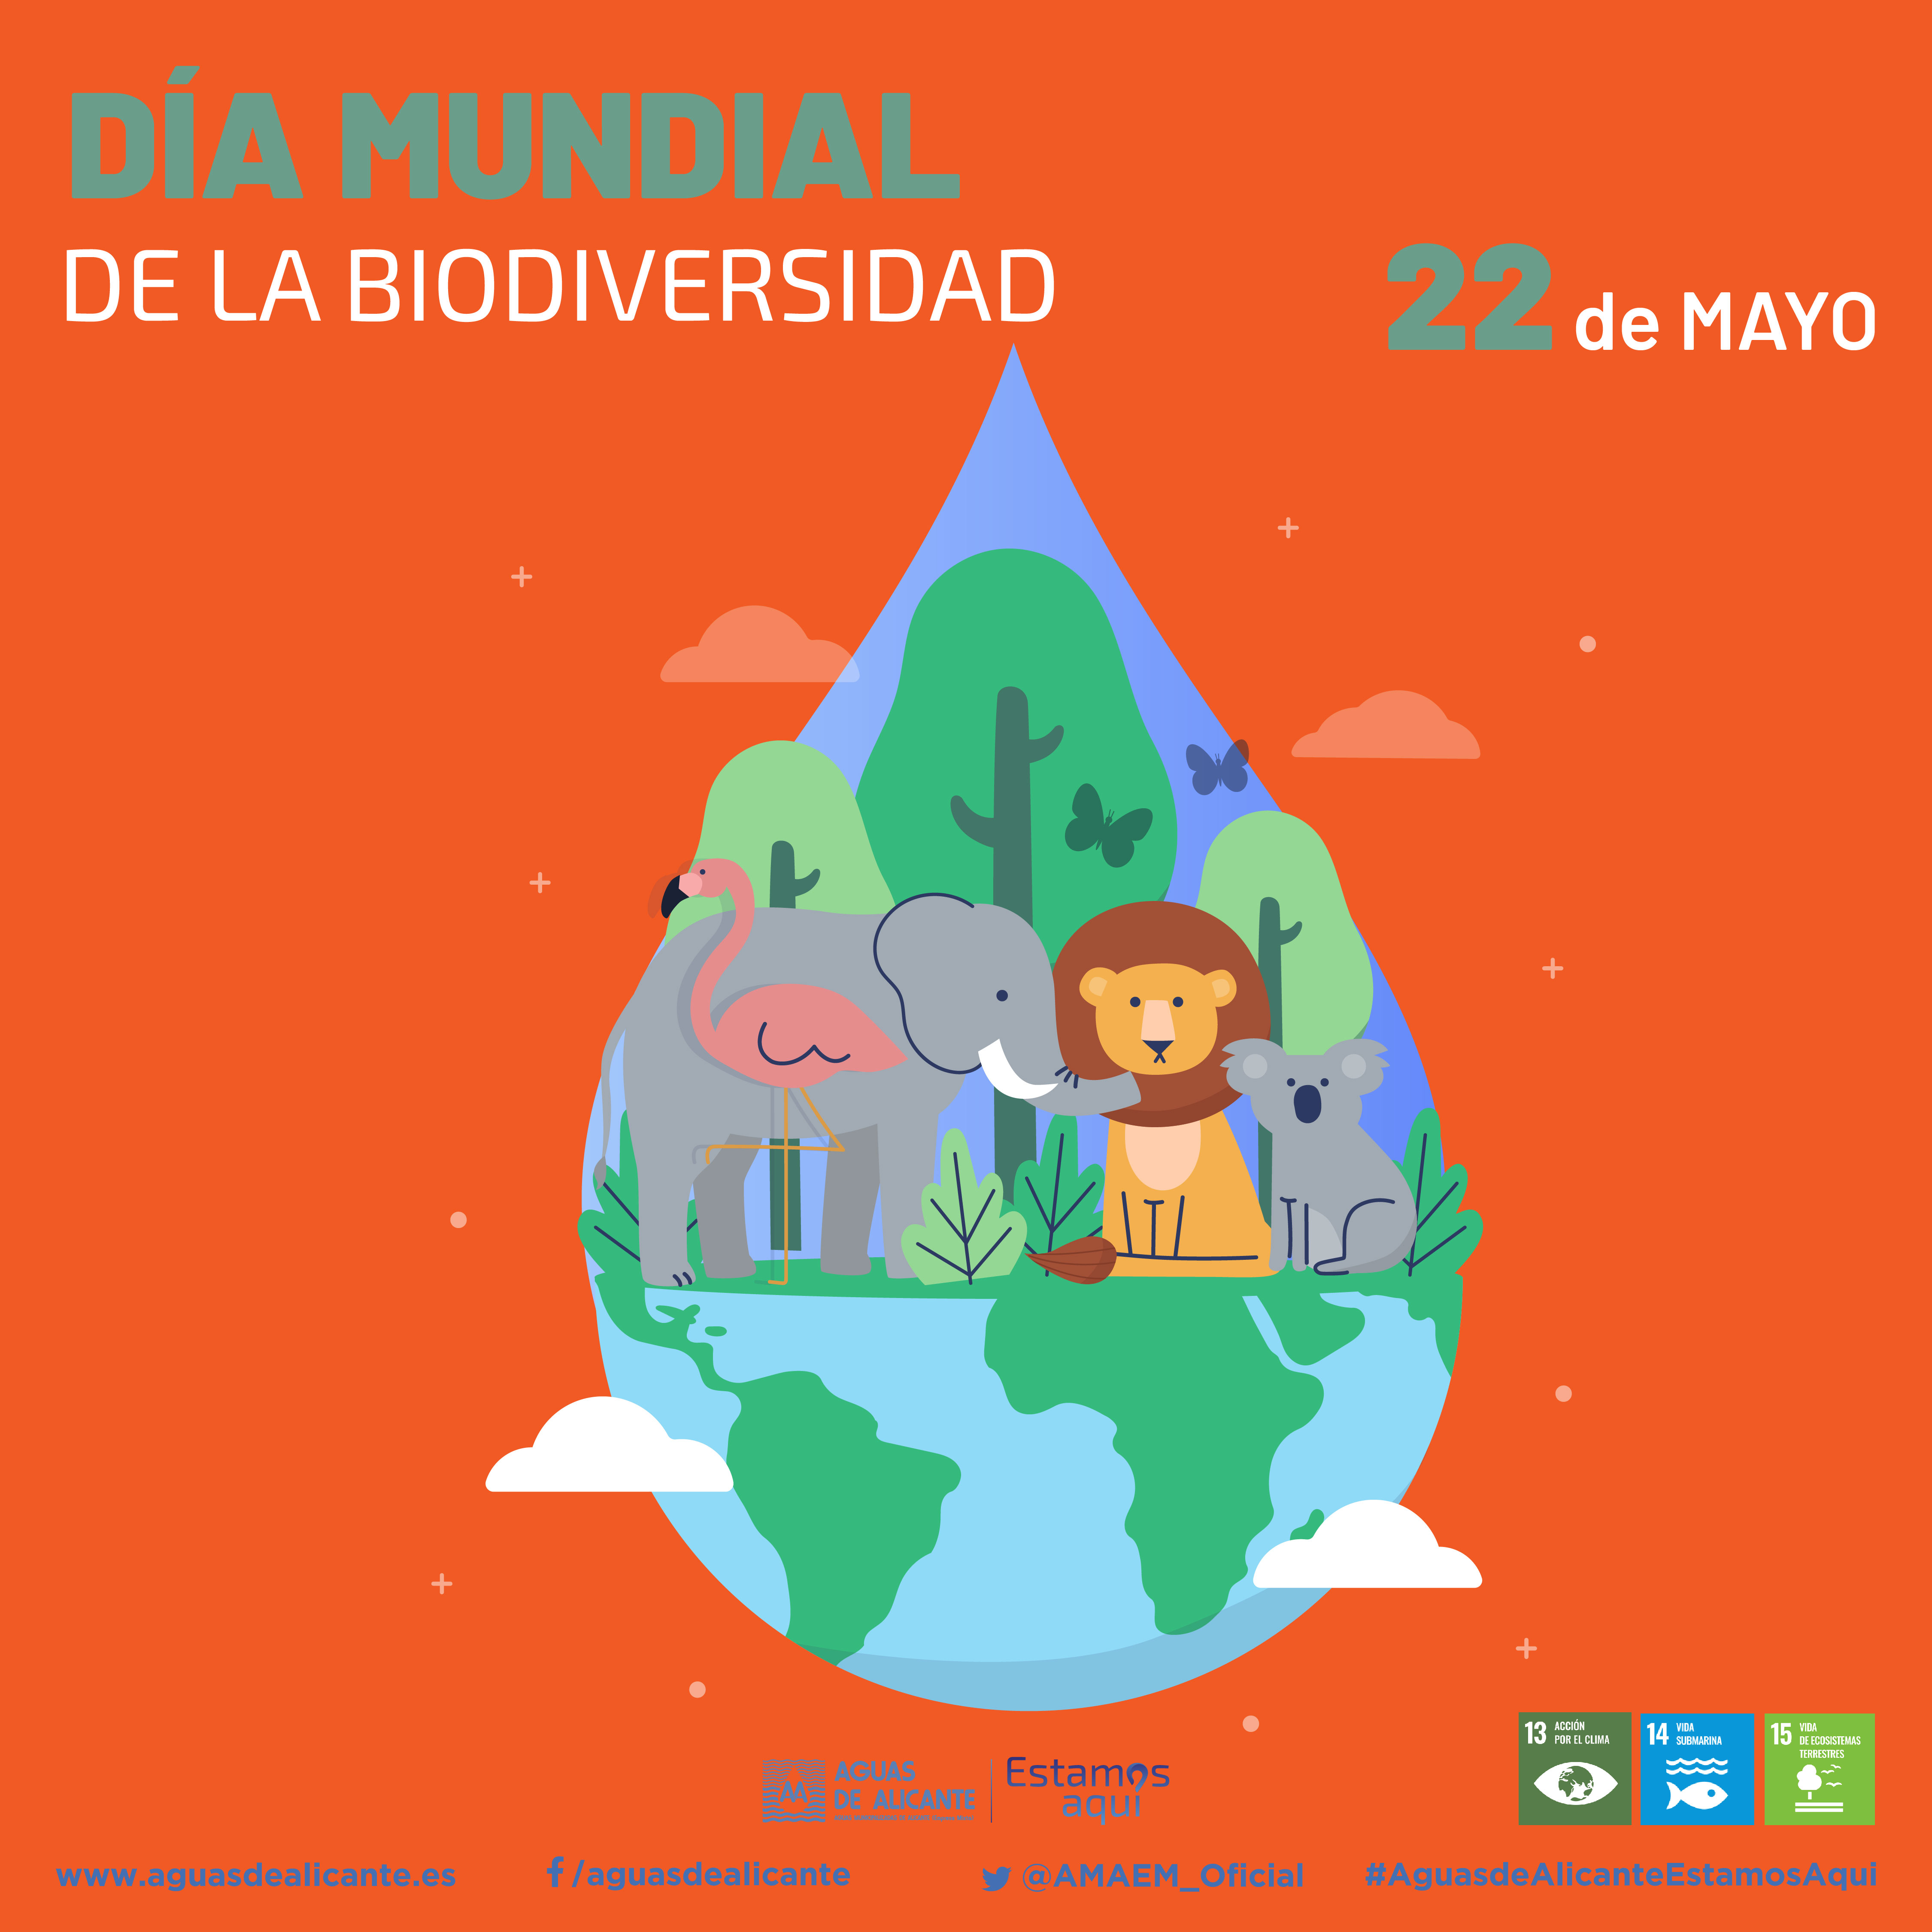 DÍA MUNDIAL
DE LA BIODIVERSIDAD
22 de MAYO
13 ACCIÓN
POR EL CLIMA
14 VIDA
SUBMARINA
15 VIDA
DE ECOSISTEMAS
TERRESTRES
AGUAS
DE ALICANTE
Estamos
aquí
www.aguasdealicante.es
/aguasdealicante
@AMAEM_Oficial
#AguasdeAlicanteEstamosAqui